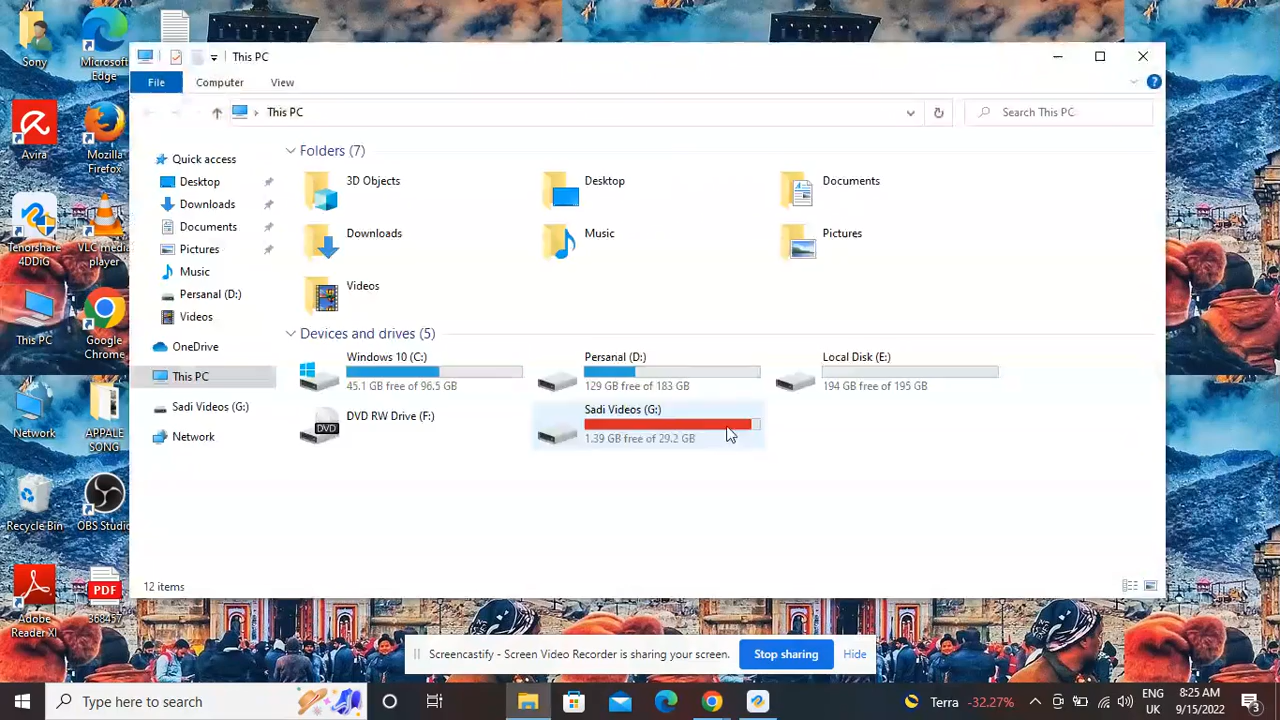 Sony
Microsoft
Edge
Avira
Mozilla
Firefox
Tenorshare
4DDiG
VLC media
player
This PC
Google
Chrome
Network
APPALE
SONG
Recycle Bin
OBS Studio
Adobe
Reader XI
PDF
368457
This PC
File
Computer
View
This PC
Search This PC
Quick access
Desktop
Downloads
Documents
Pictures
Music
Persanal (D:)
Videos
OneDrive
This PC
Sadi Videos (G:)
Network
Folders (7)
3D Objects
Desktop
Documents
Downloads
Music
Pictures
Videos
Devices and drives (5)
Windows 10 (C:)
45.1 GB free of 96.5 GB
Persanal (D:)
129 GB free of 183 GB
Local Disk (E:)
194 GB free of 195 GB
DVD
DVD RW Drive (F:)
Sadi Videos (G:)
1.39 GB free of 29.2 GB
12 items
Screencastify - Screen Video Recorder is sharing your screen.
Stop sharing
Hide
Type here to search
Terra -32.27%
ENG
UK
8:25 AM
9/15/2022
3